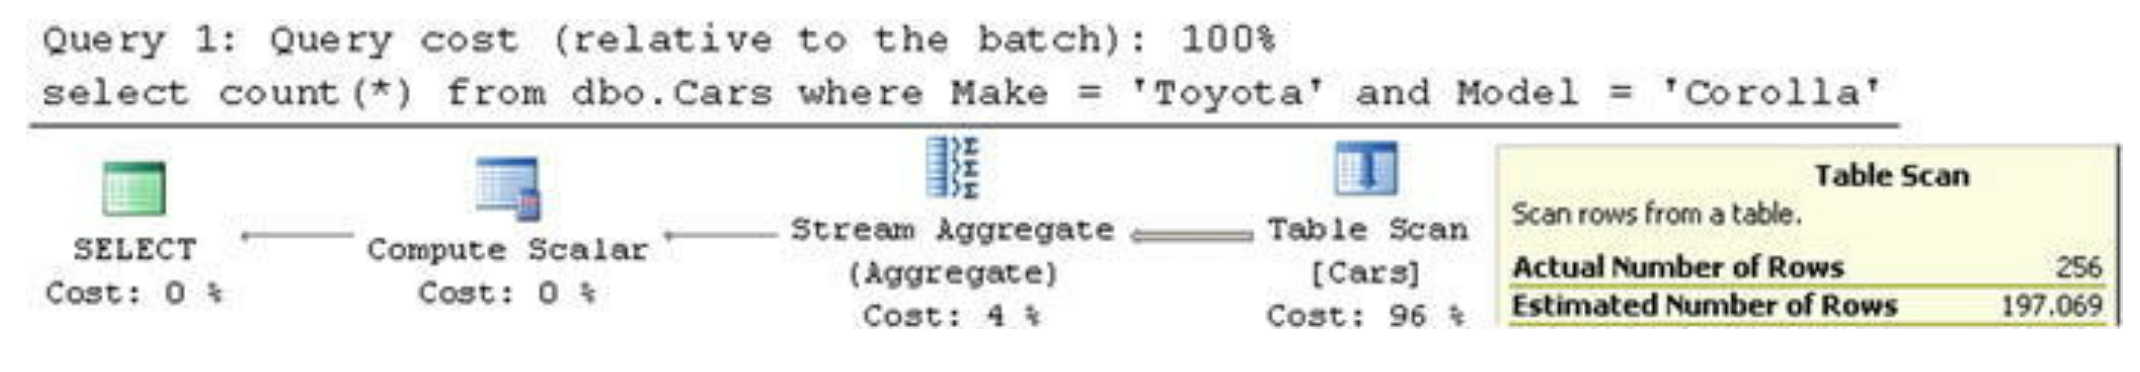 Query 1: Query cost (relative to the batch): 100%
select count(*) from dbo.Cars where Make = 'Toyota' and Model = 'Corolla'
SELECT
Cost: 0 %
Compute Scalar
Cost: 0 %
Stream Aggregate
(Aggregate)
Cost: 4 %
Table Scan
[Cars]
Cost: 96 %
Table Scan
Scan rows from a table.
Actual Number of Rows 256
Estimated Number of Rows 197.069